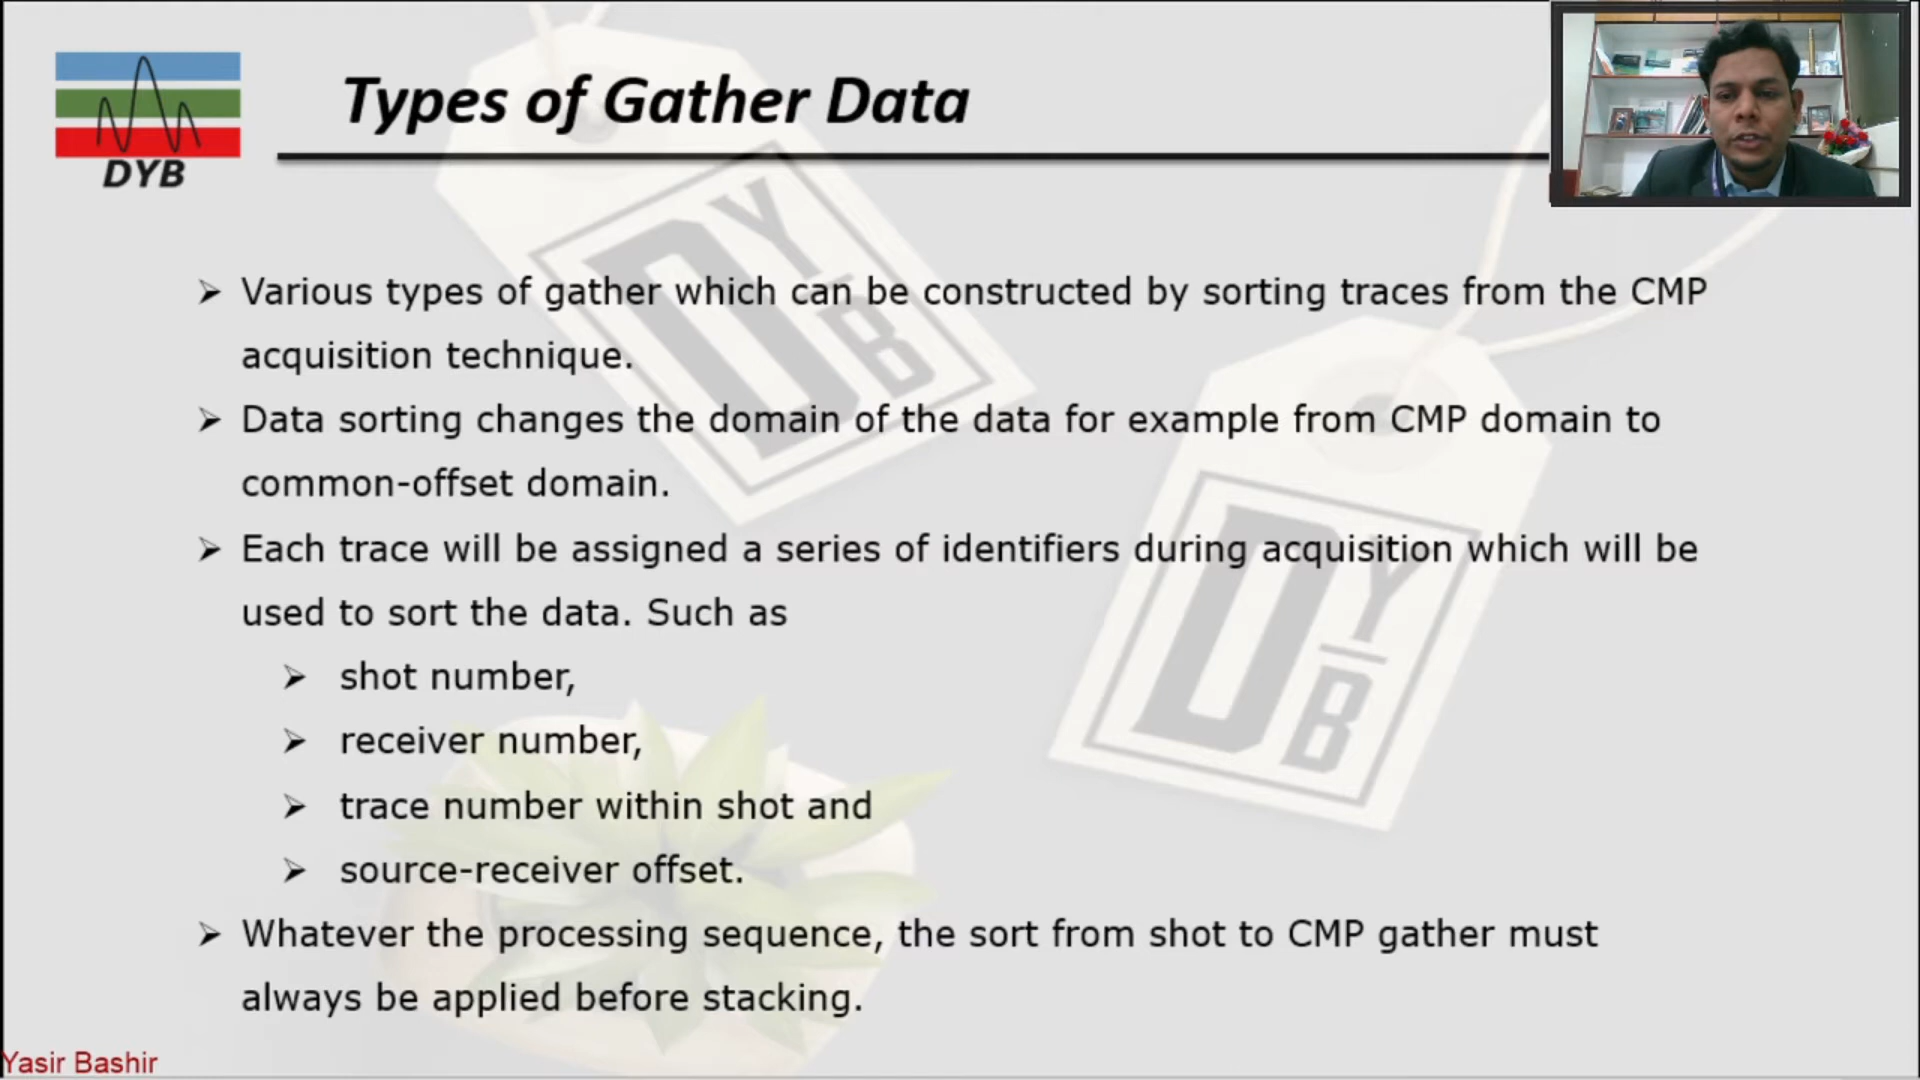 Types of Gather Data
DYB
➢ Various types of gather which can be constructed by sorting traces from the CMP
acquisition technique.
➢ Data sorting changes the domain of the data for example from CMP domain to
common-offset domain.
➢ Each trace will be assigned a series of identifiers during acquisition which will be
used to sort the data. Such as
➢ shot number,
➢ receiver number,
➢ trace number within shot and
➢ source-receiver offset.
➢ Whatever the processing sequence, the sort from shot to CMP gather must
always be applied before stacking.
Yasir Bashir
DYB
DYB